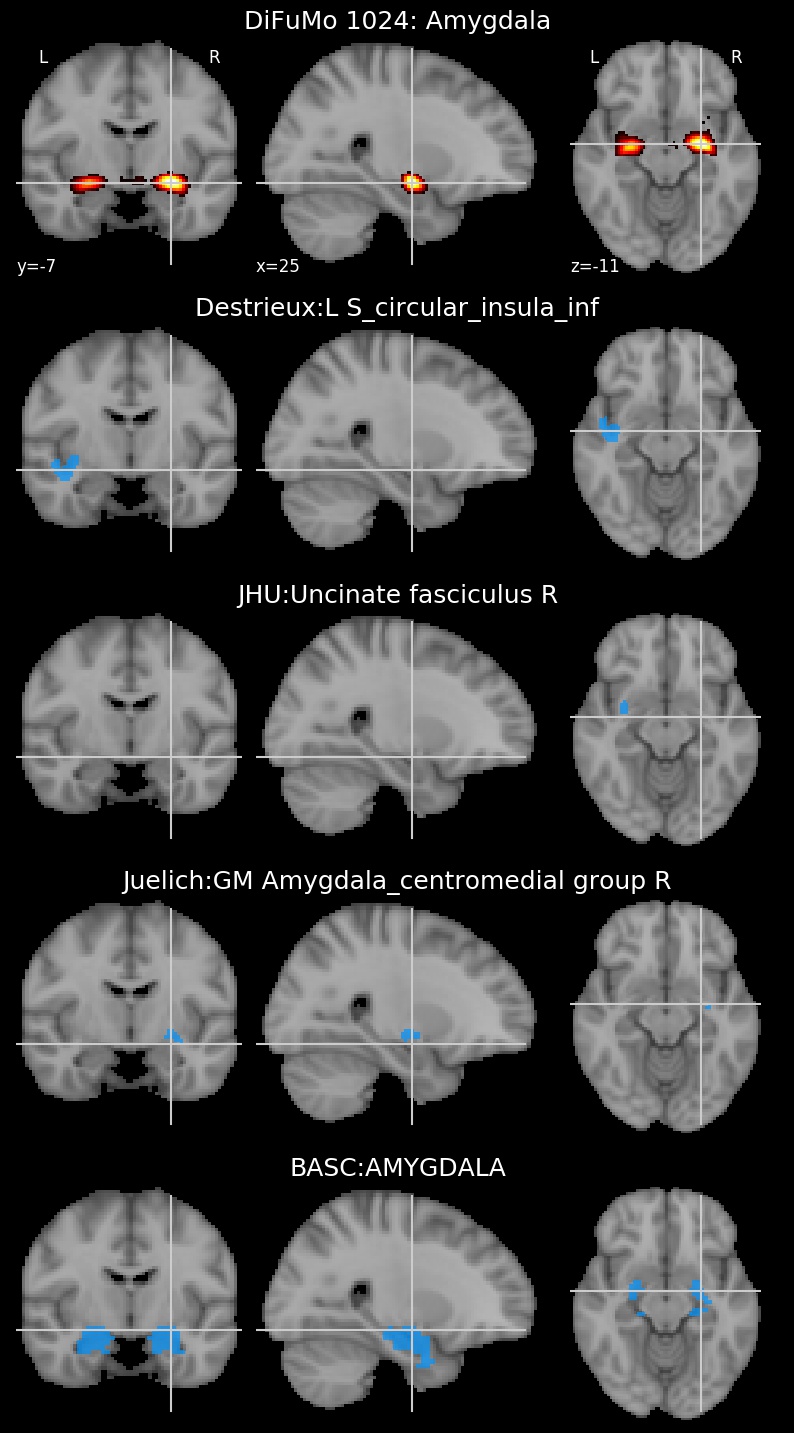 DiFuMo 1024: Amygdala
L R L R
y=-7 x=25 z=-11
Destrieux:L S_circular_insula_inf
JHU:Uncinate fasciculus R
Juelich:GM Amygdala_centromedial group R
BASC:AMYGDALA